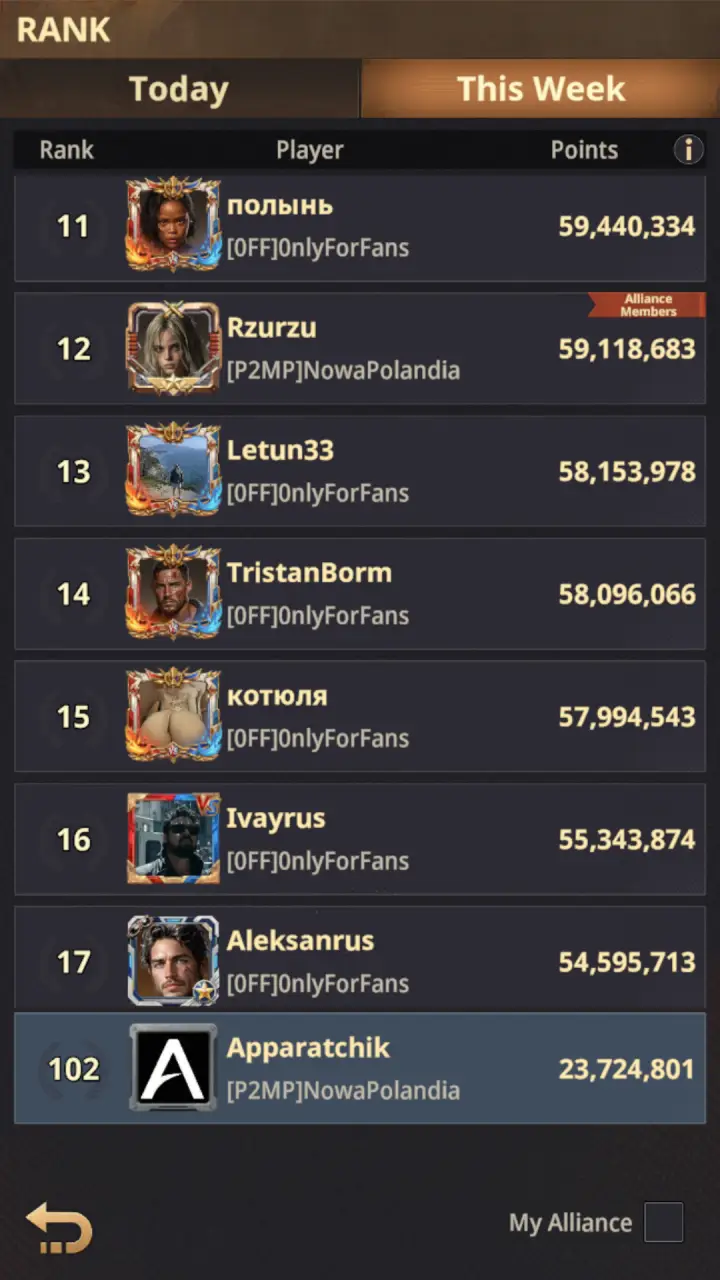 RANK
Today
This Week
Rank
Player
Points
i
11
полынь
[0FF]0nlyForFans
59,440,334
Alliance
Members
12
Rzurzu
[P2MP]NowaPolandia
59,118,683
13
Letun33
[0FF]0nlyForFans
58,153,978
14
TristanBorm
[0FF]0nlyForFans
58,096,066
15
котюля
[0FF]0nlyForFans
57,994,543
16
VS
Ivayrus
[0FF]0nlyForFans
55,343,874
17
Aleksanrus
[0FF]0nlyForFans
54,595,713
102
A
Apparatchik
[P2MP]NowaPolandia
23,724,801
My Alliance